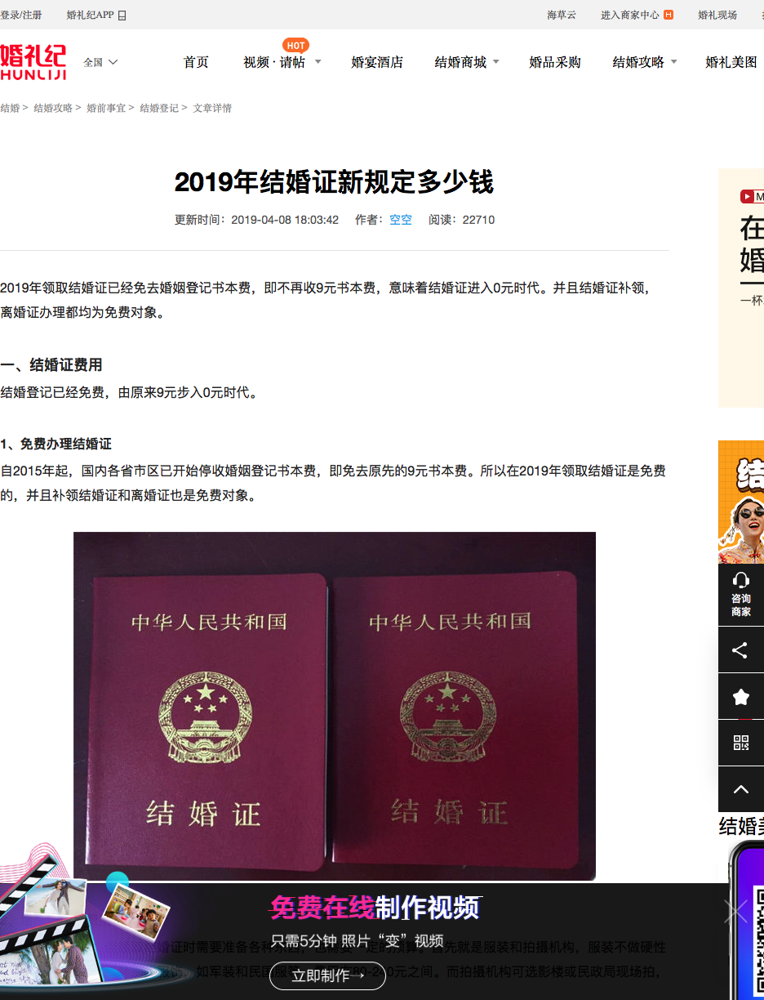 登录/注册 婚礼纪APP 海草云 进入商家中心 H 婚礼现场
婚礼纪
HUNLIJI
全国
HOT
首页 视频 · 请帖 婚宴酒店 结婚商城 婚品采购 结婚攻略 婚礼美图
结婚 > 结婚攻略 > 婚前事宜 > 结婚登记 > 文章详情
2019年结婚证新规定多少钱
更新时间：2019-04-08 18:03:42 作者：空空 阅读：22710
2019年领取结婚证已经免去婚姻登记书本费，即不再收9元书本费，意味着结婚证进入0元时代。并且结婚证补领，
离婚证办理都均为免费对象。
一、结婚证费用
结婚登记已经免费，由原来9元步入0元时代。
1、免费办理结婚证
自2015年起，国内各省市区已开始停收婚姻登记书本费，即免去原先的9元书本费。所以在2019年领取结婚证是免费
的，并且补领结婚证和离婚证也是免费对象。
中华人民共和国
结婚证
中华人民共和国
结婚证
M
在
婚
一杯
结
咨询
商家
结婚美
免费在线制作视频
只需5分钟 照片“变”视频
立即制作→
婚证时需要准备各种东西，也需要一定的预算。首先就是服装和拍摄机构，服装不做硬性
如军装和民国服装，费用在80-240元之间。而拍摄机构可选影楼或民政局现场拍，